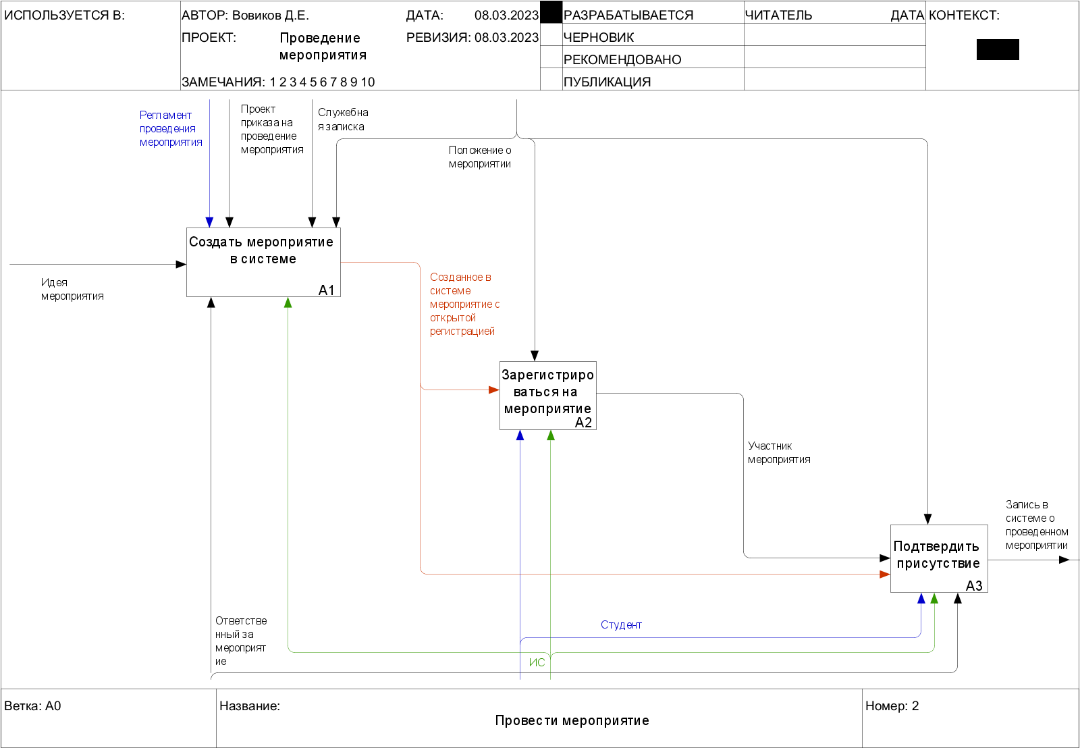 ИСПОЛЬЗУЕТСЯ В:
АВТОР: Вовиков Д.Е.
ДАТА: 08.03.2023
РАЗРАБАТЫВАЕТСЯ
ЧИТАТЕЛЬ
ДАТА
КОНТЕКСТ:
ПРОЕКТ: Проведение
мероприятия
РЕВИЗИЯ: 08.03.2023
ЧЕРНОВИК
РЕКОМЕНДОВАНО
ЗАМЕЧАНИЯ: 1 2 3 4 5 6 7 8 9 10
ПУБЛИКАЦИЯ
Регламент
проведения
мероприятия
Проект
приказа на
проведение
мероприятия
Служебна
я записка
Положение о
мероприятии
Создать мероприятие
в системе
A1
Идея
мероприятия
Созданное в
системе
мероприятие с
открытой
регистрацией
Зарегистриро
ваться на
мероприятие
A2
Участник
мероприятия
Запись в
системе о
проведенном
мероприятии
Подтвердить
присутствие
A3
Ответстве
нный за
мероприят
ие
Студент
ИС
Ветка: A0
Название:
Провести мероприятие
Номер: 2